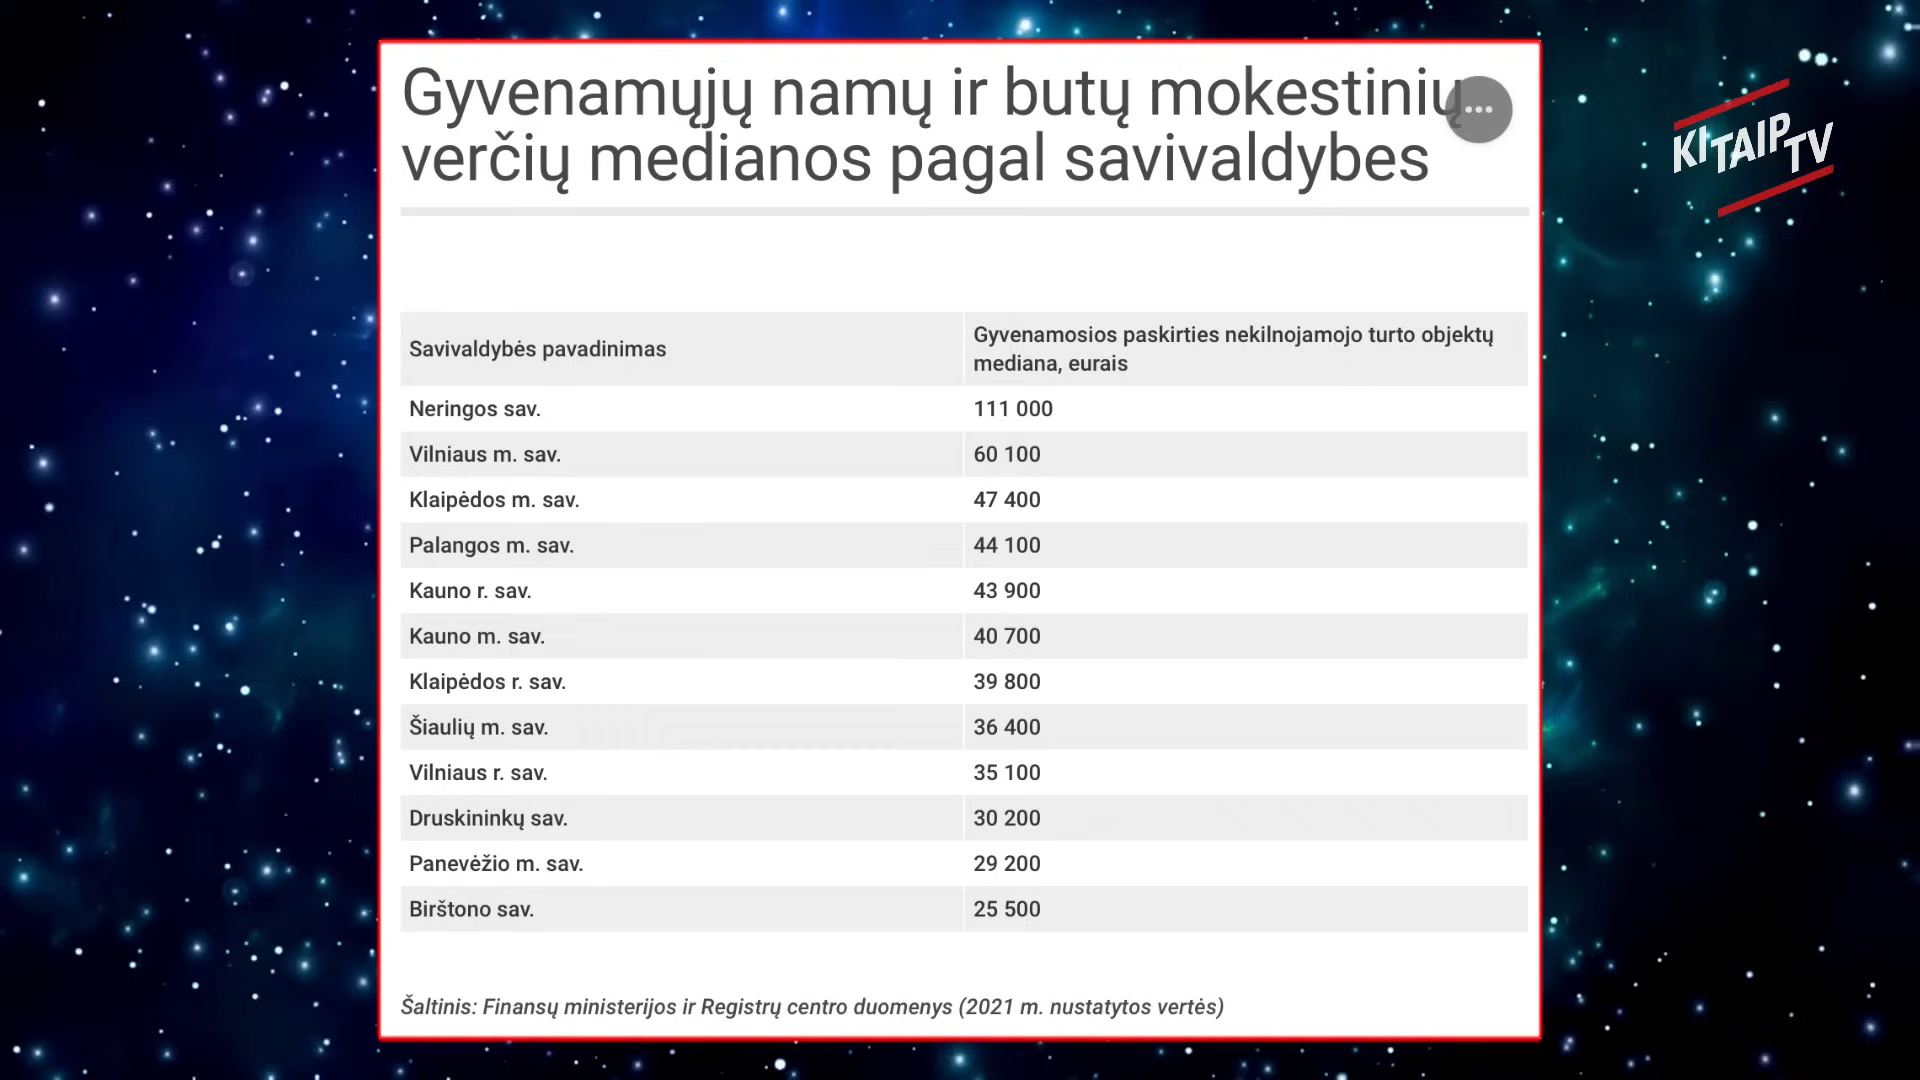 Gyvenamųjų namų ir butų mokestinių
verčių medianos pagal savivaldybes
KITAIP TV
Savivaldybės pavadinimas
Gyvenamosios paskirties nekilnojamojo turto objektų
mediana, eurais
Neringos sav. 111 000
Vilniaus m. sav. 60 100
Klaipėdos m. sav. 47 400
Palangos m. sav. 44 100
Kauno r. sav. 43 900
Kauno m. sav. 40 700
Klaipėdos r. sav. 39 800
Šiaulių m. sav. 36 400
Vilniaus r. sav. 35 100
Druskininkų sav. 30 200
Panevėžio m. sav. 29 200
Birštono sav. 25 500
Šaltinis: Finansų ministerijos ir Registrų centro duomenys (2021 m. nustatytos vertės)